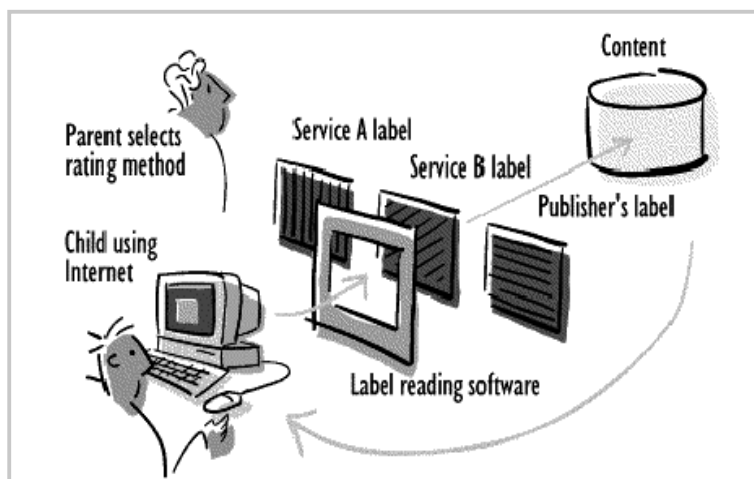 Content
Parent selects
rating method
Service A label
Service B label
Publisher's label
Child using
Internet
Label reading software